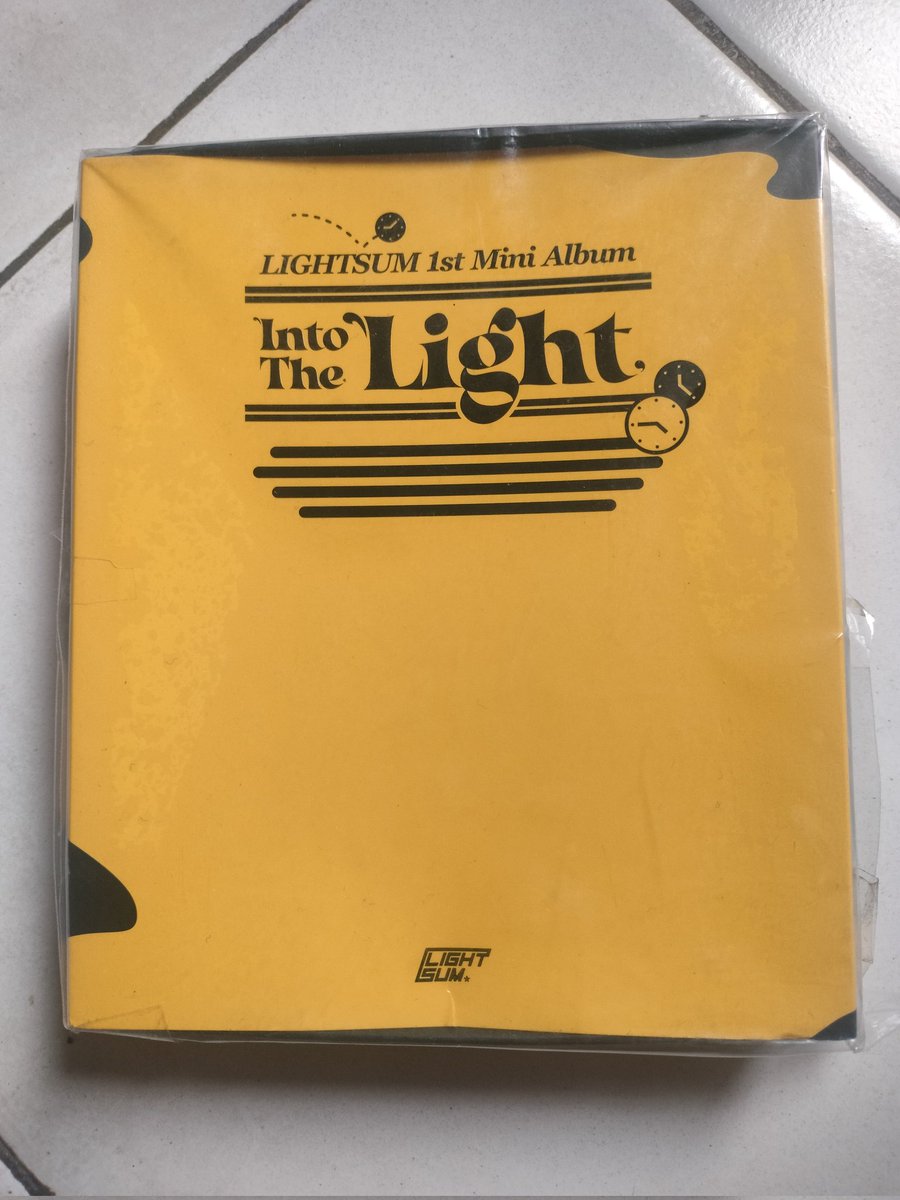 LIGHTSUM 1st Mini Album
Into
The Light
LIGHT
SUM